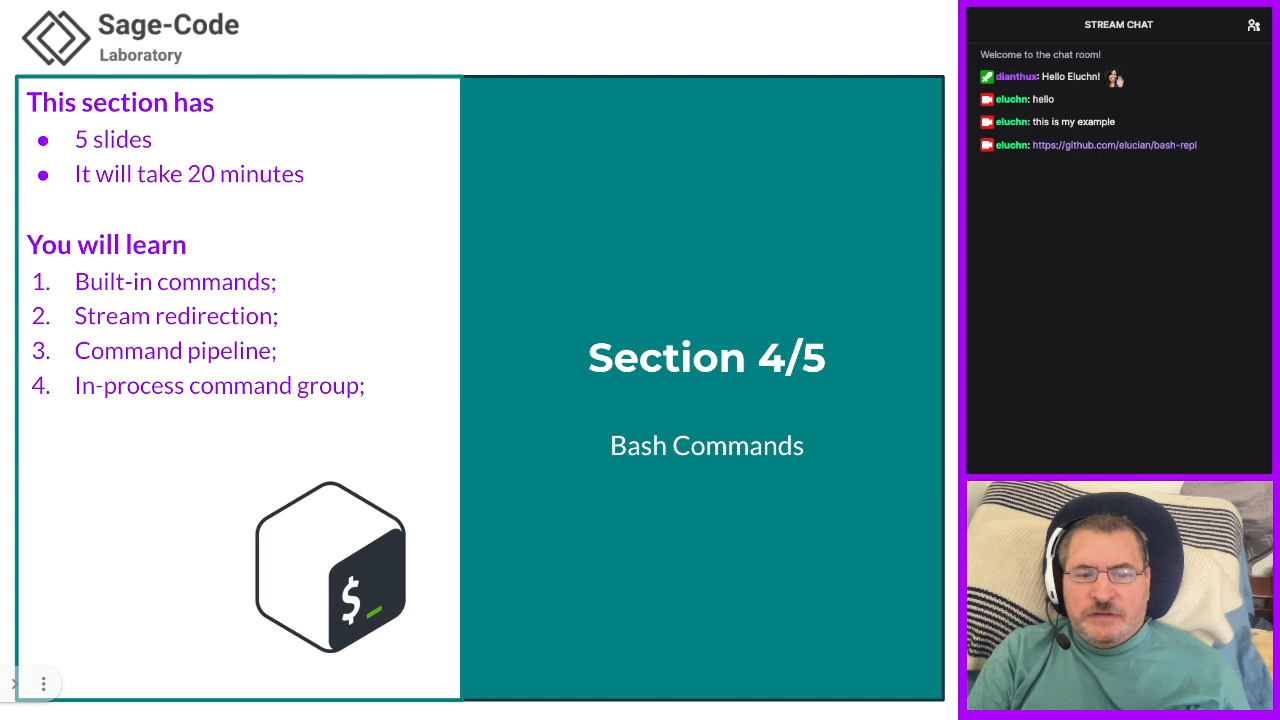 Sage-Code
Laboratory
This section has
● 5 slides
● It will take 20 minutes
You will learn
1. Built-in commands;
2. Stream redirection;
3. Command pipeline;
4. In-process command group;
$_
Section 4/5
Bash Commands
STREAM CHAT
Welcome to the chat room!
dianthux: Hello Eluchn!
eluchn: hello
eluchn: this is my example
eluchn: https://github.com/elucian/bash-repl